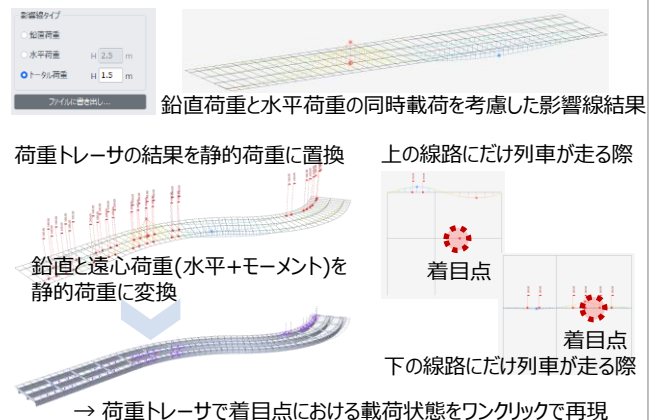 影響線タイプ
鉛直荷重
水平荷重 H 2.5 m
トータル荷重 H 1.5 m
ファイルに書き出し...
鉛直荷重と水平荷重の同時載荷を考慮した影響線結果
荷重トレーサの結果を静的荷重に置換
上の線路にだけ列車が走る際
鉛直と遠心荷重(水平+モーメント)を
静的荷重に変換
着目点
着目点
下の線路にだけ列車が走る際
→ 荷重トレーサで着目点における載荷状態をワンクリックで再現